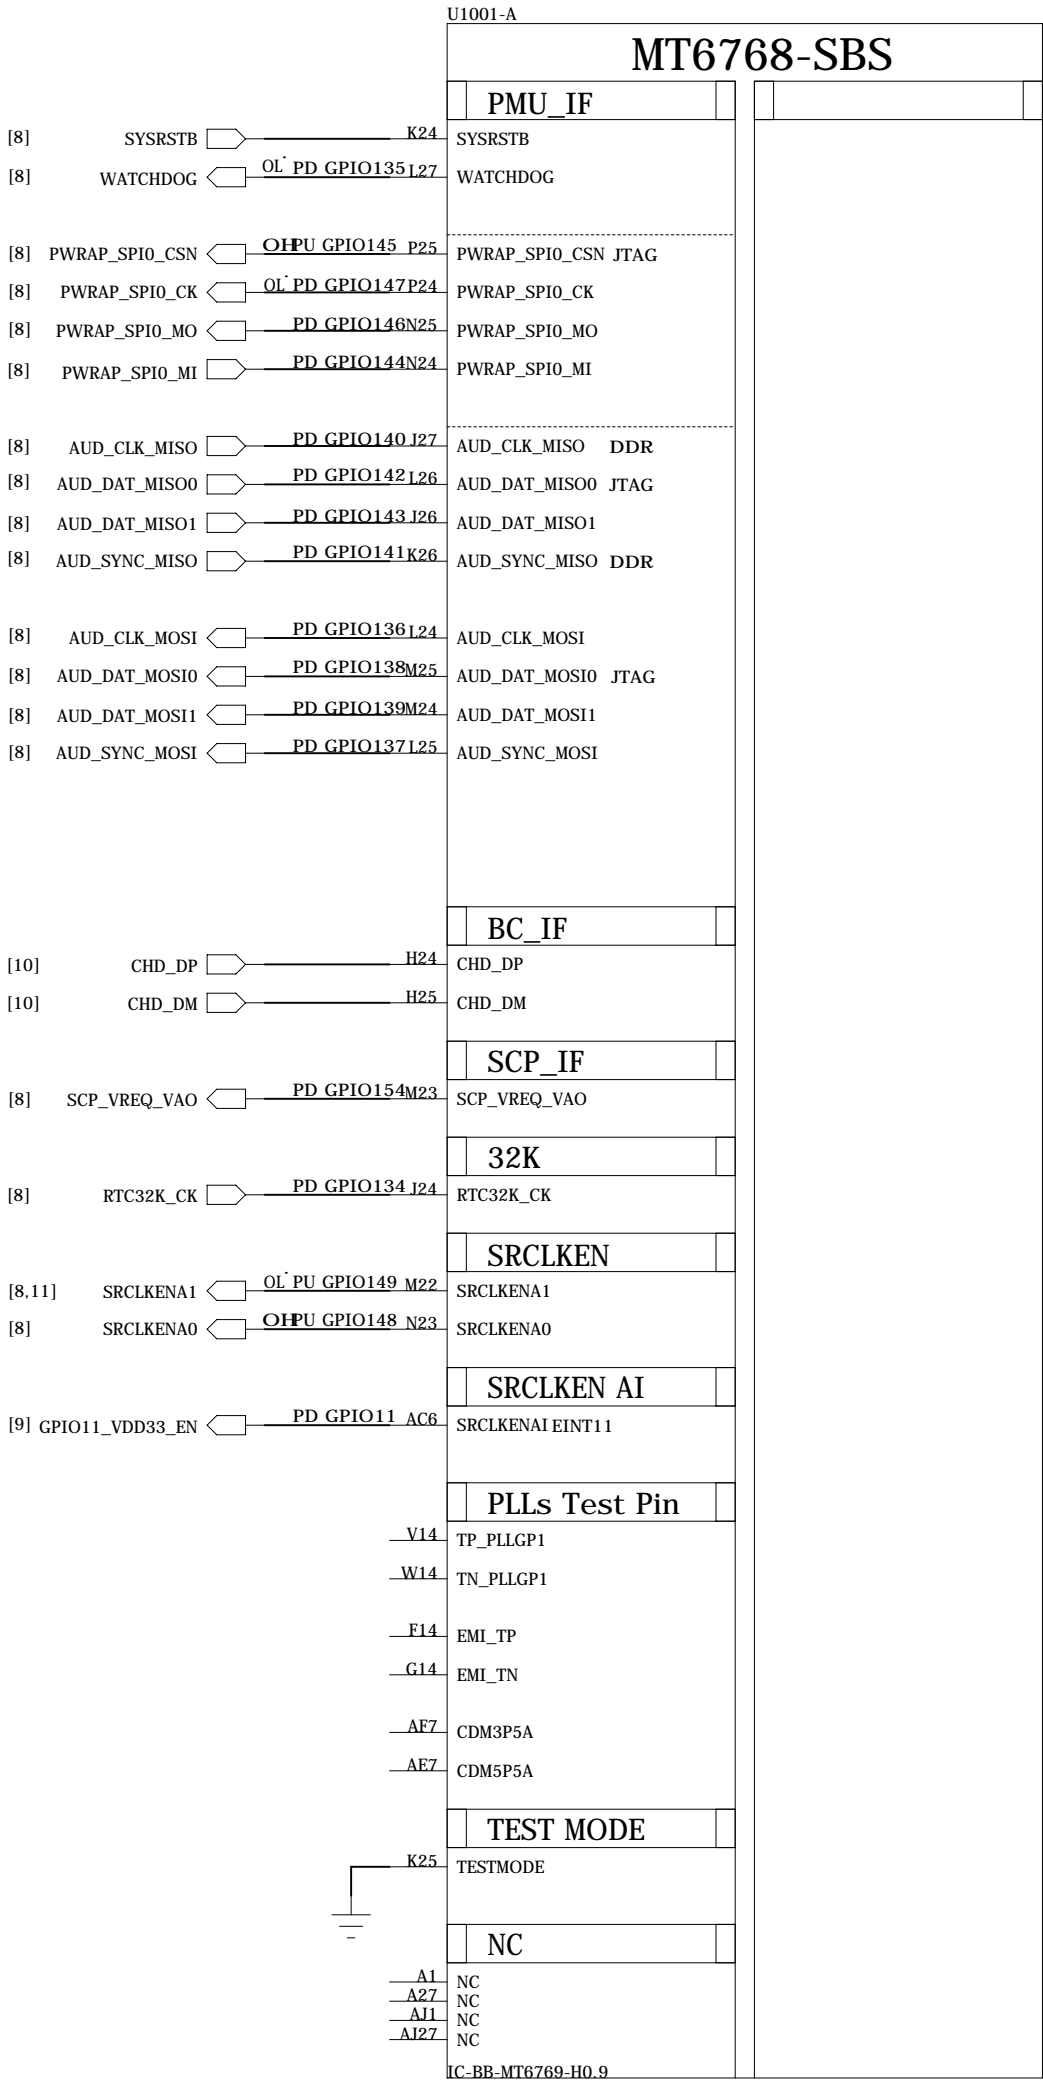 U1001-A
MT6768-SBS
PMU_IF
[8] SYSRSTB K24 SYSRSTB
[8] WATCHDOG OL PD GPIO135 L27 WATCHDOG
[8] PWRAP_SPI0_CSN OH PU GPIO145 P25 PWRAP_SPI0_CSN JTAG
[8] PWRAP_SPI0_CK OL PD GPIO147 P24 PWRAP_SPI0_CK
[8] PWRAP_SPI0_MO PD GPIO146 N25 PWRAP_SPI0_MO
[8] PWRAP_SPI0_MI PD GPIO144 N24 PWRAP_SPI0_MI
[8] AUD_CLK_MISO PD GPIO140 J27 AUD_CLK_MISO DDR
[8] AUD_DAT_MISO0 PD GPIO142 L26 AUD_DAT_MISO0 JTAG
[8] AUD_DAT_MISO1 PD GPIO143 J26 AUD_DAT_MISO1
[8] AUD_SYNC_MISO PD GPIO141 K26 AUD_SYNC_MISO DDR
[8] AUD_CLK_MOSI PD GPIO136 L24 AUD_CLK_MOSI
[8] AUD_DAT_MOSI0 PD GPIO138 M25 AUD_DAT_MOSI0 JTAG
[8] AUD_DAT_MOSI1 PD GPIO139 M24 AUD_DAT_MOSI1
[8] AUD_SYNC_MOSI PD GPIO137 L25 AUD_SYNC_MOSI
BC_IF
[10] CHD_DP H24 CHD_DP
[10] CHD_DM H25 CHD_DM
SCP_IF
[8] SCP_VREQ_VAO PD GPIO154 M23 SCP_VREQ_VAO
32K
[8] RTC32K_CK PD GPIO134 J24 RTC32K_CK
SRCLKEN
[8,11] SRCLKENA1 OL PU GPIO149 M22 SRCLKENA1
[8] SRCLKENA0 OH PU GPIO148 N23 SRCLKENA0
SRCLKEN AI
[9] GPIO11_VDD33_EN PD GPIO11 AC6 SRCLKENAI EINT11
PLLs Test Pin
V14 TP_PLLGP1
W14 TN_PLLGP1
F14 EMI_TP
G14 EMI_TN
AF7 CDM3P5A
AE7 CDM5P5A
TEST MODE
K25 TESTMODE
NC
A1 NC
A27 NC
AJ1 NC
AJ27 NC
IC-BB-MT6769-H0.9